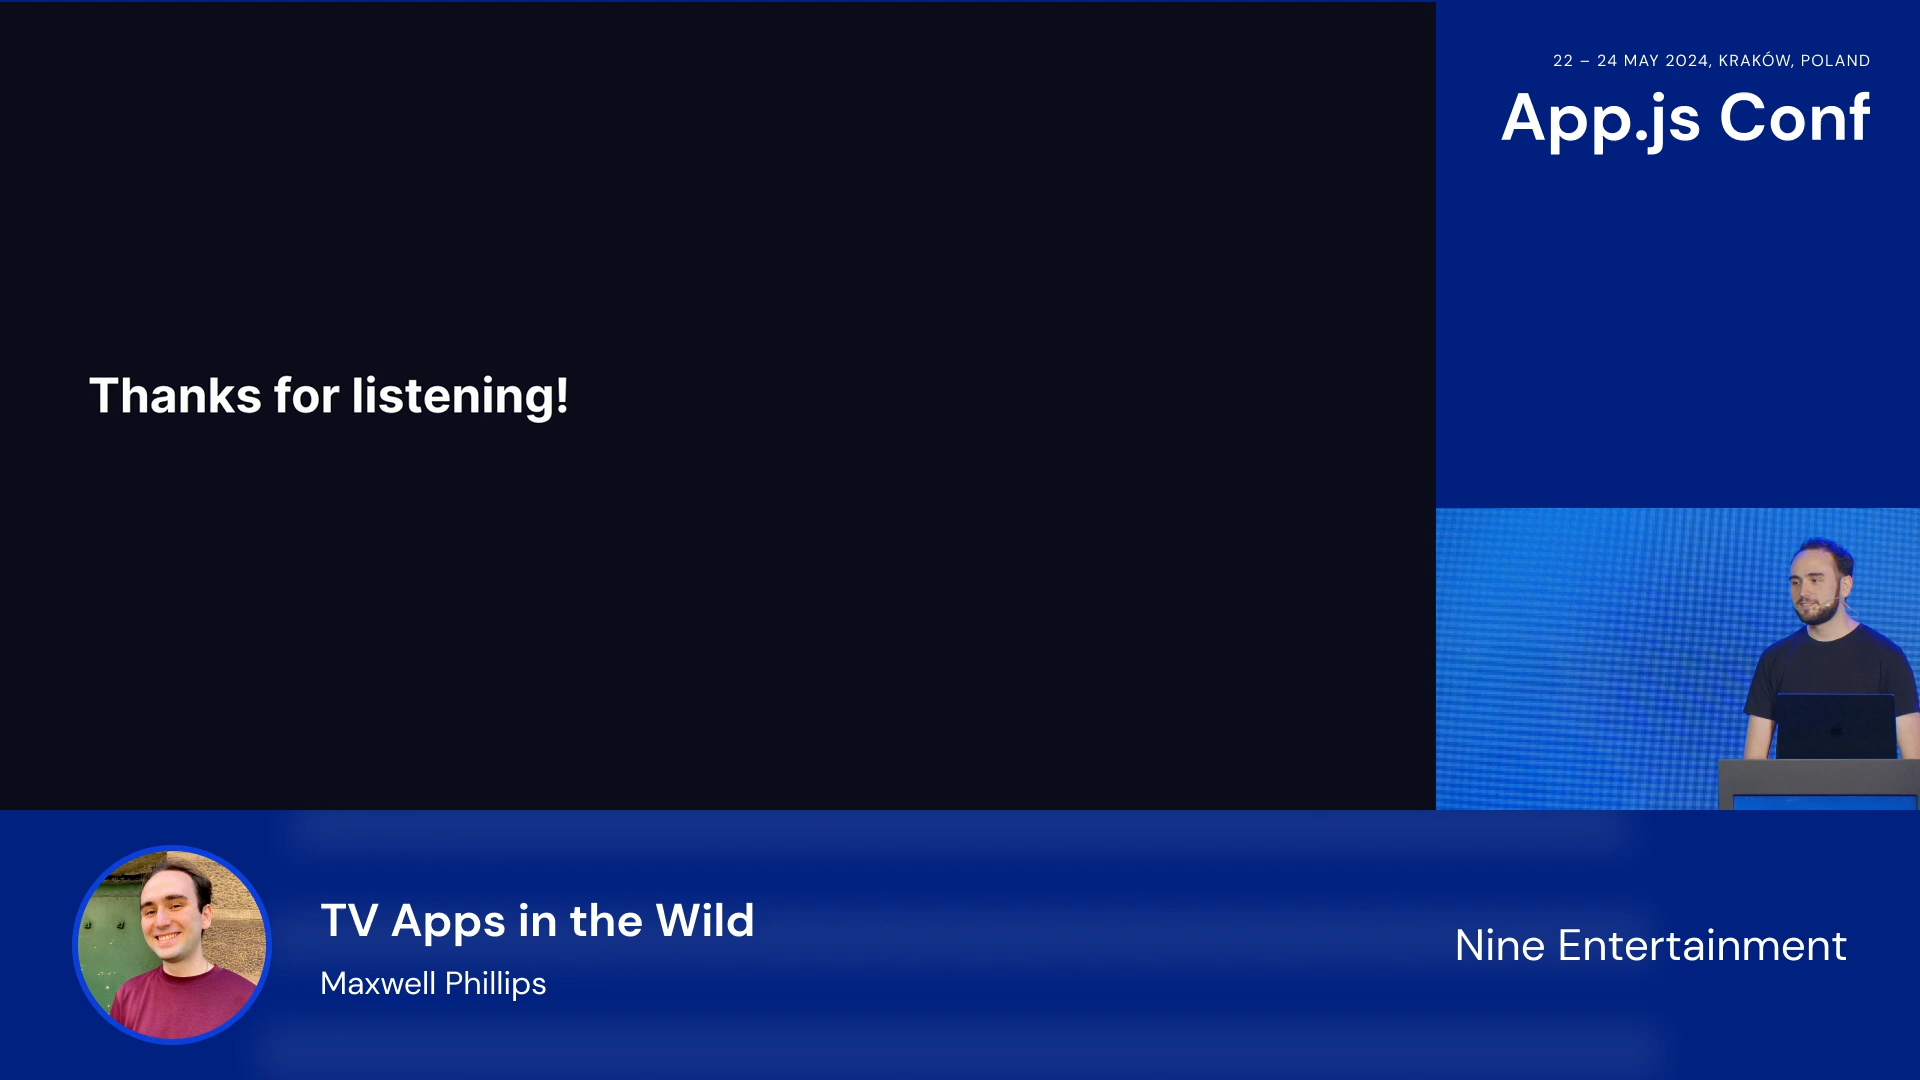 22 – 24 MAY 2024, KRAKÓW, POLAND
App.js Conf
Thanks for listening!
TV Apps in the Wild
Maxwell Phillips
Nine Entertainment